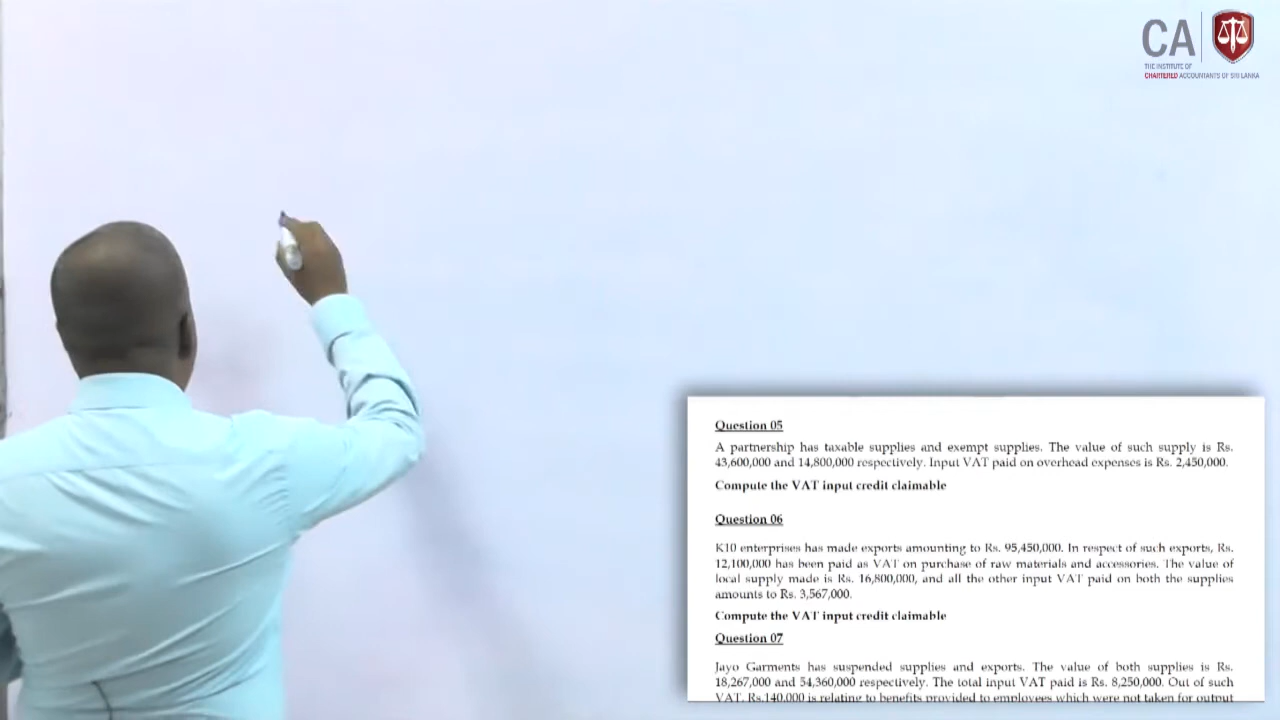 CA
THE INSTITUTE OF
CHARTERED ACCOUNTANTS OF SRI LANKA
Question 05
A partnership has taxable supplies and exempt supplies. The value of such supply is Rs.
43,600,000 and 14,800,000 respectively. Input VAT paid on overhead expenses is Rs. 2,450,000.
Compute the VAT input credit claimable
Question 06
K10 enterprises has made exports amounting to Rs. 95,450,000. In respect of such exports, Rs.
12,100,000 has been paid as VAT on purchase of raw materials and accessories. The value of
local supply made is Rs. 16,800,000, and all the other input VAT paid on both the supplies
amounts to Rs. 3,567,000.
Compute the VAT input credit claimable
Question 07
Jayo Garments has suspended supplies and exports. The value of both supplies is Rs.
18,267,000 and 54,360,000 respectively. The total input VAT paid is Rs. 8,250,000. Out of such
VAT, Rs.140,000 is relating to benefits provided to employees which were not taken for output